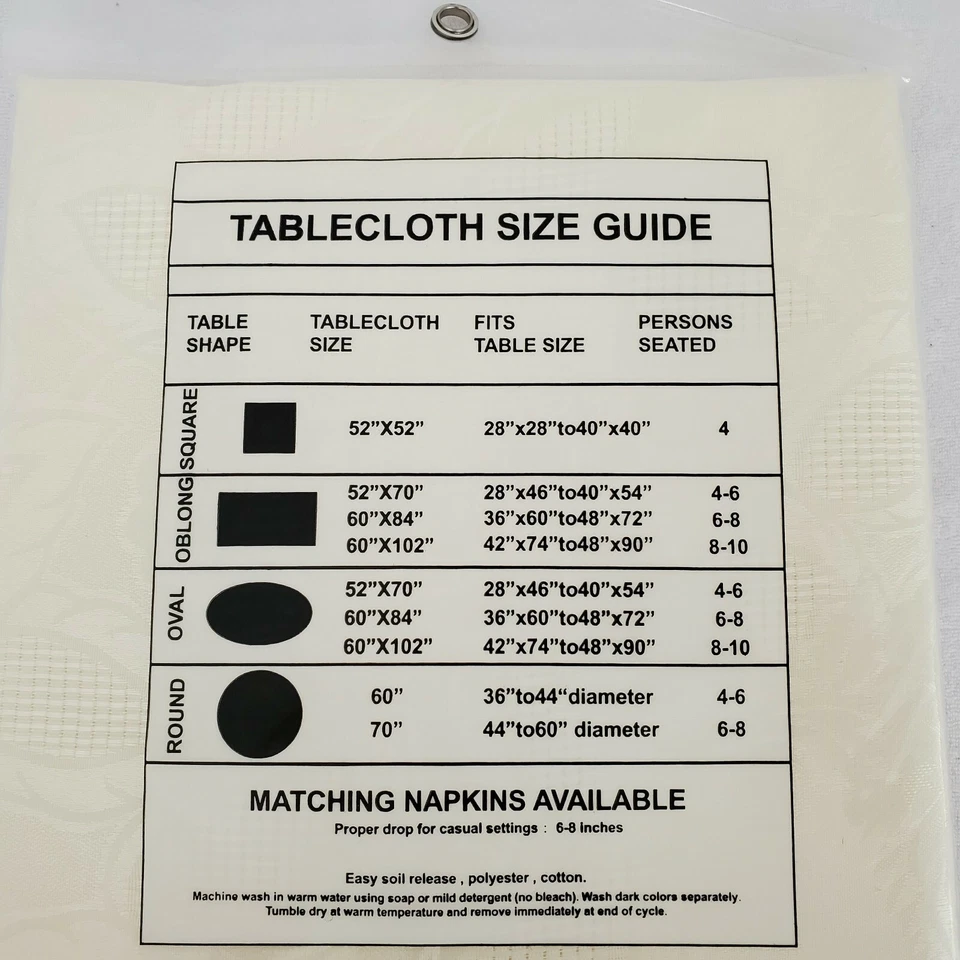 TABLECLOTH SIZE GUIDE
TABLE SHAPE TABLECLOTH SIZE FITS TABLE SIZE PERSONS SEATED
SQUARE 52”X52” 28”x28”to40”x40” 4
OBLONG
52”X70” 28”x46”to40”x54” 4-6
60”X84” 36”x60”to48”x72” 6-8
60”X102” 42”x74”to48”x90” 8-10
OVAL
52”X70” 28”x46”to40”x54” 4-6
60”X84” 36”x60”to48”x72” 6-8
60”X102” 42”x74”to48”x90” 8-10
ROUND
60” 36”to44“diameter 4-6
70” 44”to60” diameter 6-8
MATCHING NAPKINS AVAILABLE
Proper drop for casual settings : 6-8 inches
Easy soil release , polyester , cotton.
Machine wash in warm water using soap or mild detergent (no bleach). Wash dark colors separately.
Tumble dry at warm temperature and remove immediately at end of cycle.